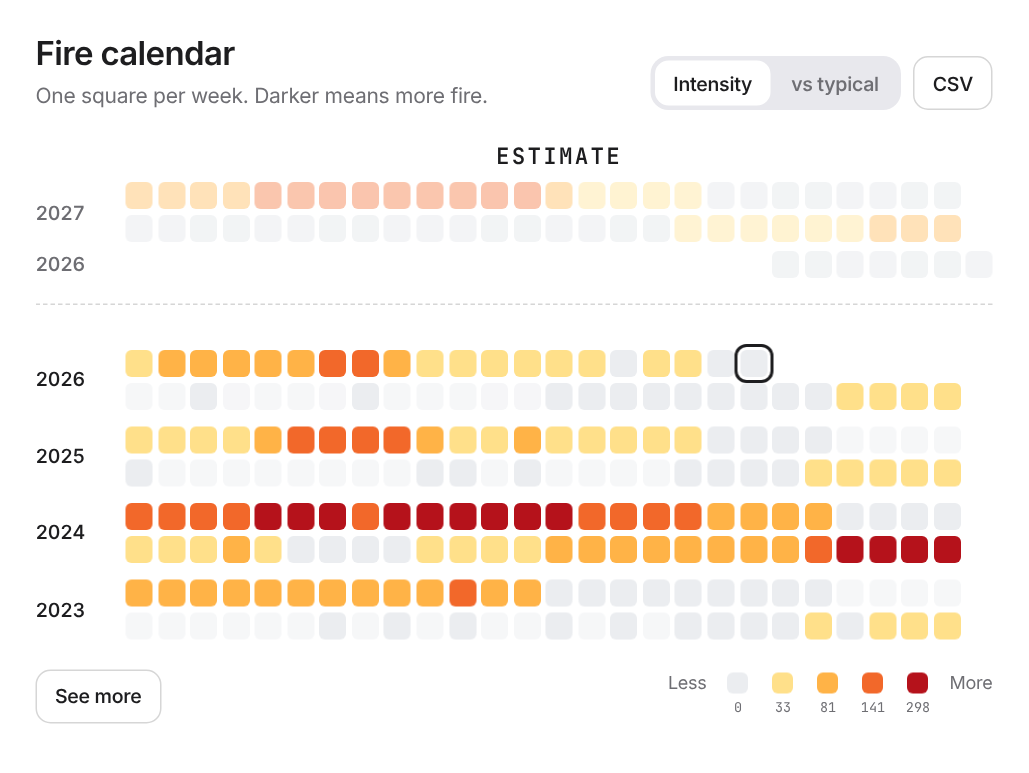 Fire calendar
One square per week. Darker means more fire.
Intensity
vs typical
CSV
ESTIMATE
2027
2026
2026
2025
2024
2023
See more
Less
More
0 33 81 141 298